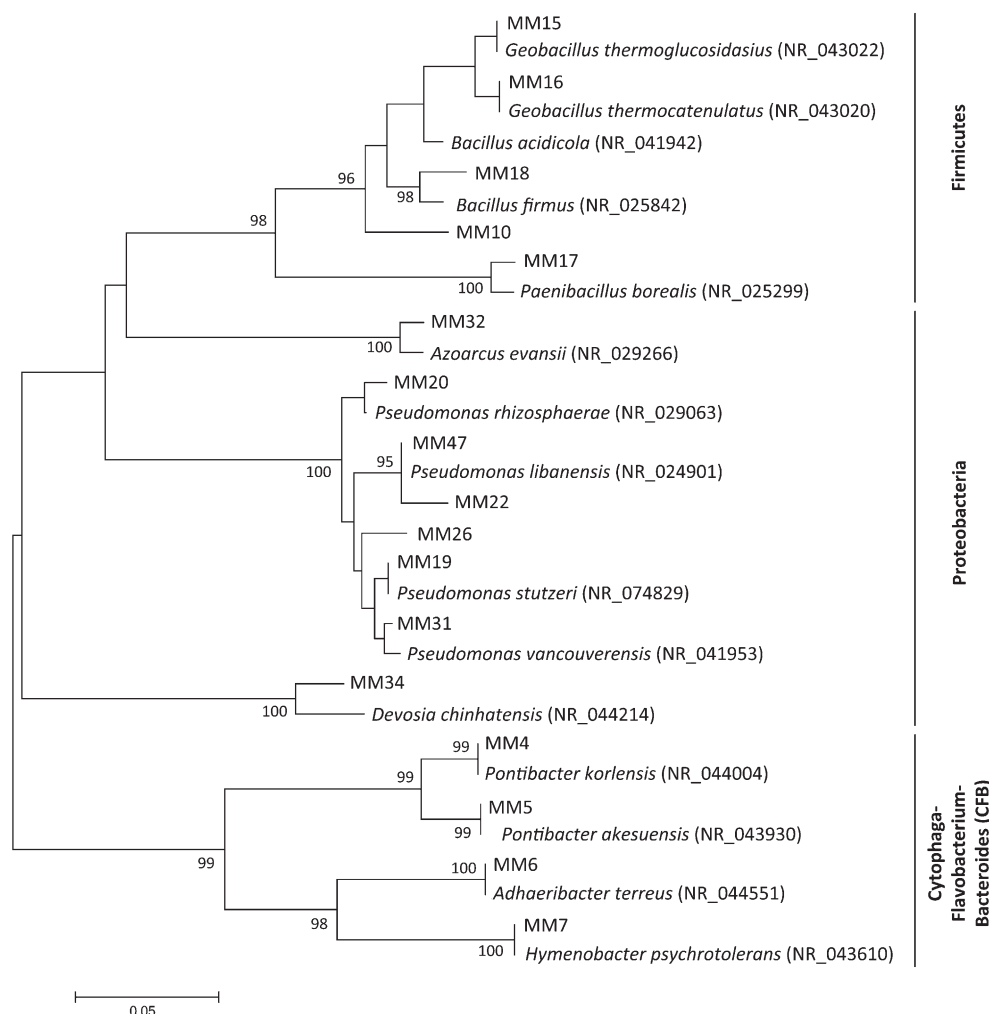 MM15
Geobacillus thermoglucosidasius (NR_043022)
MM16
Geobacillus thermocatenulatus (NR_043020)
Bacillus acidicola (NR_041942)
MM18
96
98
Bacillus firmus (NR_025842)
98
MM10
MM17
100
Paenibacillus borealis (NR_025299)
Firmicutes
MM32
100
Azoarcus evansii (NR_029266)
MM20
Pseudomonas rhizosphaerae (NR_029063)
MM47
95
100
Pseudomonas libanensis (NR_024901)
MM22
MM26
MM19
Pseudomonas stutzeri (NR_074829)
MM31
Pseudomonas vancouverensis (NR_041953)
MM34
100
Devosia chinhatensis (NR_044214)
Proteobacteria
MM4
99
Pontibacter korlensis (NR_044004)
99
MM5
99
Pontibacter akesuensis (NR_043930)
99
MM6
100
Adhaeribacter terreus (NR_044551)
98
MM7
100
Hymenobacter psychrotolerans (NR_043610)
Cytophaga-
Flavobacterium-
Bacteroides (CFB)
0.05